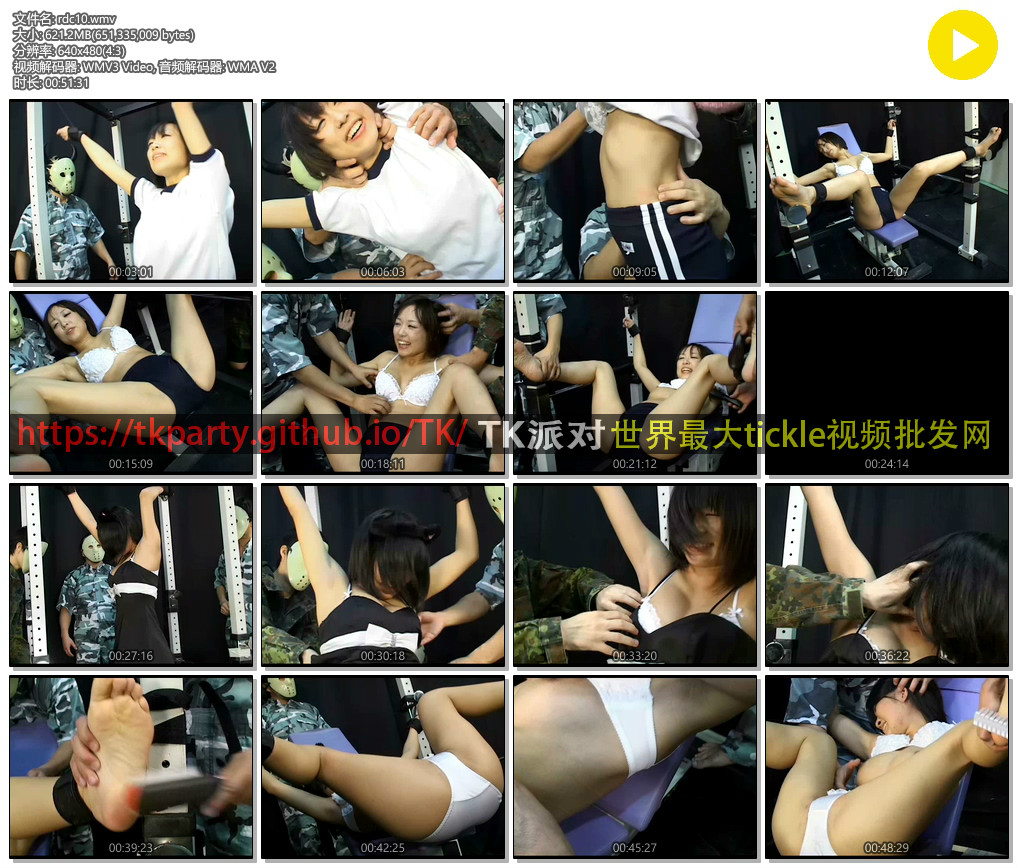 文件名: rdc10.wmv
大小: 621.2MB(651,335,009 bytes)
分辨率: 640x480(4:3)
视频解码器: WMV3 Video, 音频解码器: WMA V2
时长: 00:51:31
00:03:01
00:06:03
00:09:05
00:12:07
https://tkparty.github.io/TK/ TK派对 世界最大tickle视频批发网
00:15:09
00:18:11
00:21:12
00:24:14
00:27:16
00:30:18
00:33:20
00:36:22
00:39:23
00:42:25
00:45:27
00:48:29